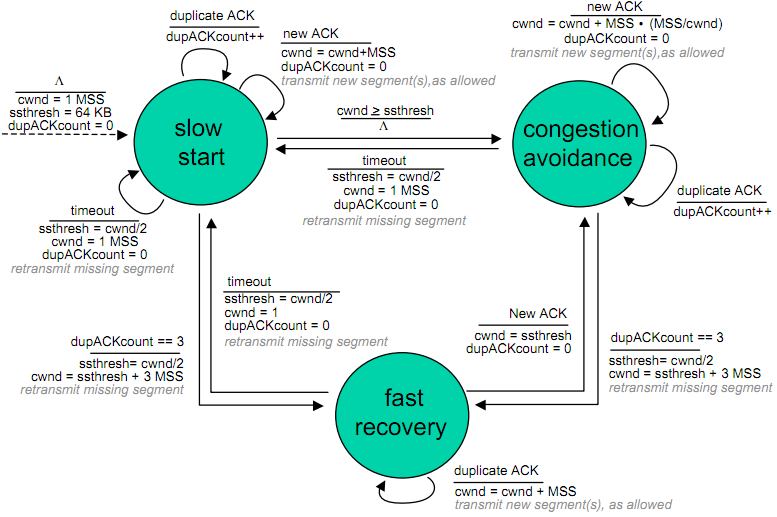 duplicate ACK
dupACKcount++
new ACK
cwnd = cwnd+MSS
dupACKcount = 0
transmit new segment(s),as allowed
new ACK
cwnd = cwnd + MSS • (MSS/cwnd)
dupACKcount = 0
transmit new segment(s),as allowed
Λ
cwnd = 1 MSS
ssthresh = 64 KB
dupACKcount = 0
slow
start
cwnd ≥ ssthresh
Λ
congestion
avoidance
timeout
ssthresh = cwnd/2
cwnd = 1 MSS
dupACKcount = 0
retransmit missing segment
duplicate ACK
dupACKcount++
timeout
ssthresh = cwnd/2
cwnd = 1 MSS
dupACKcount = 0
retransmit missing segment
timeout
ssthresh = cwnd/2
cwnd = 1
dupACKcount = 0
retransmit missing segment
New ACK
cwnd = ssthresh
dupACKcount = 0
dupACKcount == 3
ssthresh= cwnd/2
cwnd = ssthresh + 3 MSS
retransmit missing segment
dupACKcount == 3
ssthresh= cwnd/2
cwnd = ssthresh + 3 MSS
retransmit missing segment
fast
recovery
duplicate ACK
cwnd = cwnd + MSS
transmit new segment(s), as allowed